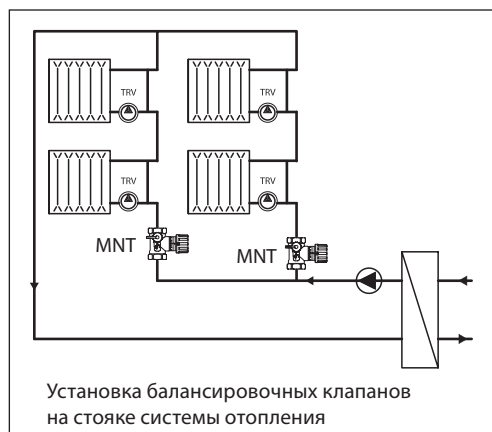 TRV
TRV
TRV
TRV
MNT
MNT
Установка балансировочных клапанов
на стояке системы отопления